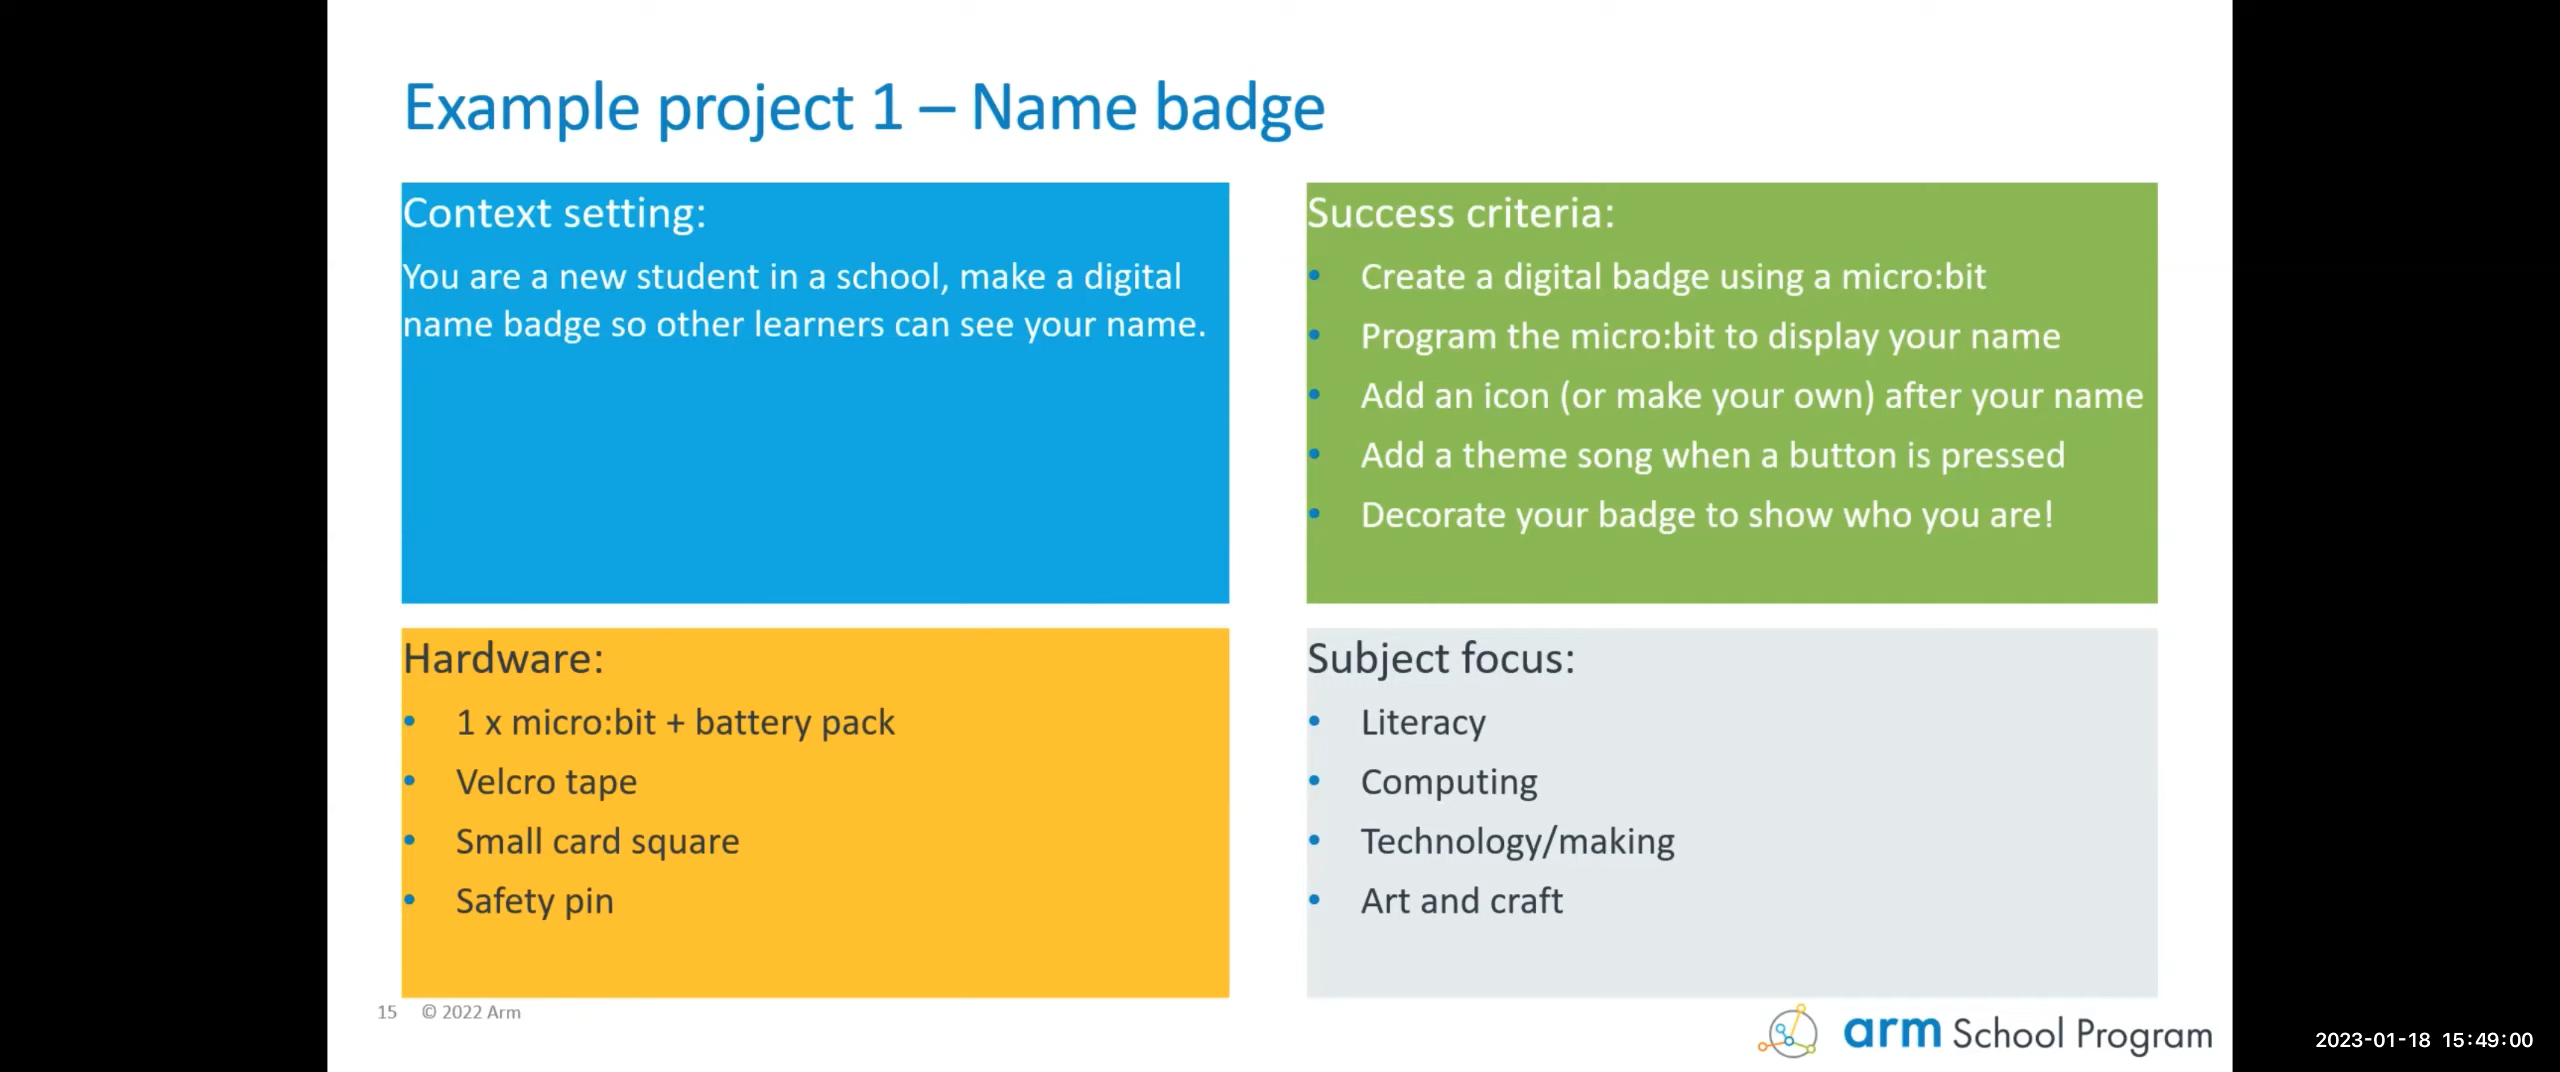 Example project 1 – Name badge
Context setting:
You are a new student in a school, make a digital
name badge so other learners can see your name.
Success criteria:
• Create a digital badge using a micro:bit
• Program the micro:bit to display your name
• Add an icon (or make your own) after your name
• Add a theme song when a button is pressed
• Decorate your badge to show who you are!
Hardware:
• 1 x micro:bit + battery pack
• Velcro tape
• Small card square
• Safety pin
Subject focus:
• Literacy
• Computing
• Technology/making
• Art and craft
15 © 2022 Arm
arm School Program
2023-01-18 15:49:00